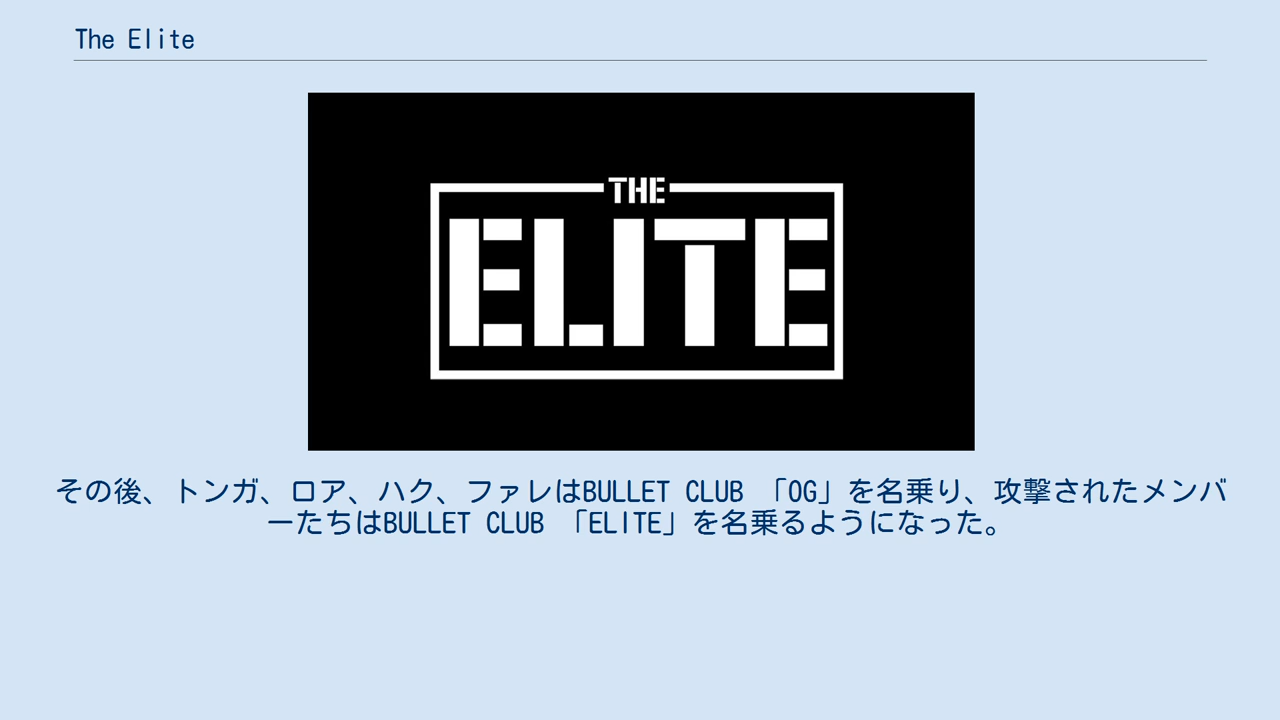 The Elite
THE
ELITE
その後、トンガ、ロア、ハク、ファレはBULLET CLUB 「OG」を名乗り、攻撃されたメンバ
ーたちはBULLET CLUB 「ELITE」を名乗るようになった。